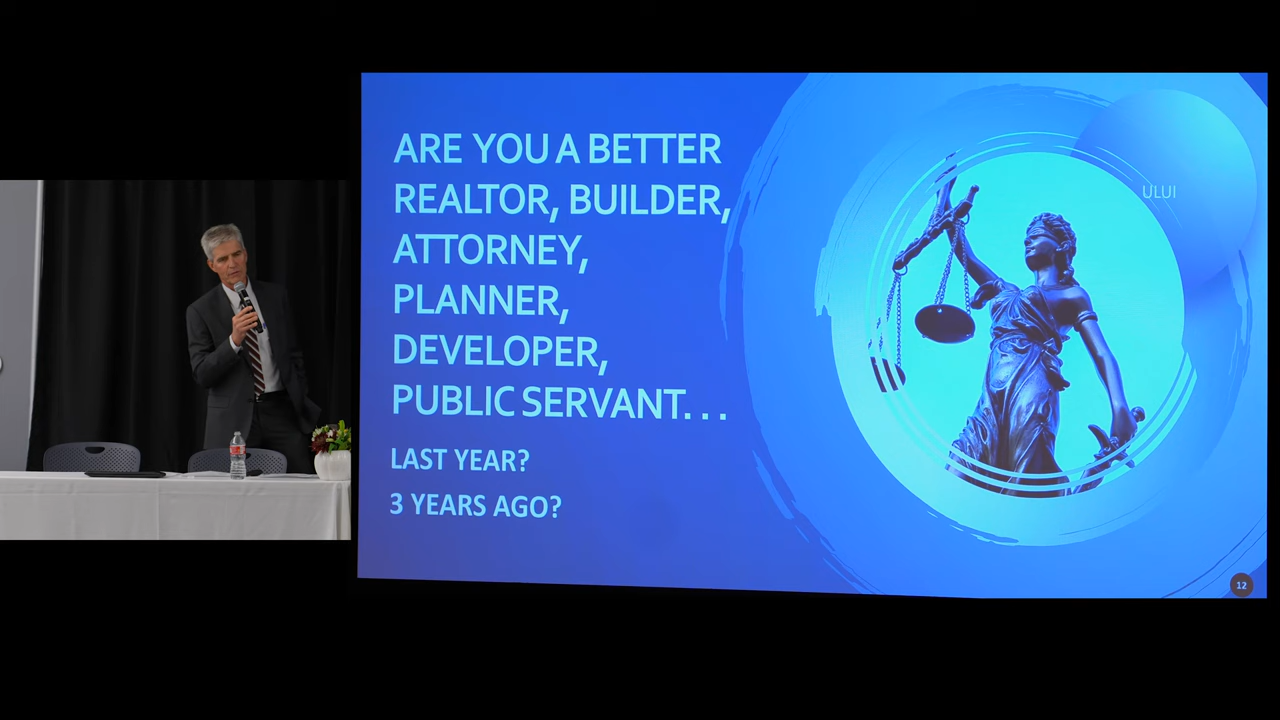 ARE YOU A BETTER
REALTOR, BUILDER,
ATTORNEY,
PLANNER,
DEVELOPER,
PUBLIC SERVANT. . .
LAST YEAR?
3 YEARS AGO?
ULUI
12